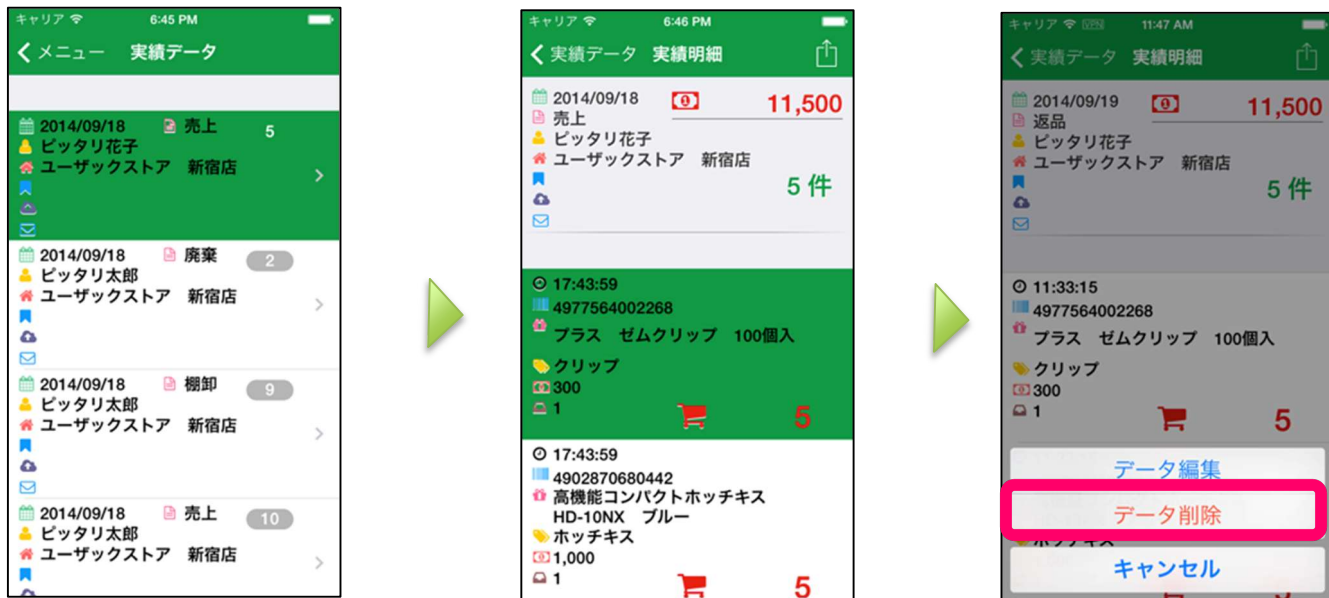 キャリア 6:45 PM
メニュー 実績データ
2014/09/18 売上 5
ピッタリ花子
ユーザックストア 新宿店
2014/09/18 廃棄 2
ピッタリ太郎
ユーザックストア 新宿店
2014/09/18 棚卸 9
ピッタリ太郎
ユーザックストア 新宿店
2014/09/18 売上 10
ピッタリ太郎
ユーザックストア 新宿店
キャリア 6:46 PM
実績データ 実績明細
2014/09/18 11,500
売上
ピッタリ花子
ユーザックストア 新宿店
5 件
17:43:59
4977564002268
プラス ゼムクリップ 100個入
クリップ
300
1 5
17:43:59
4902870680442
高機能コンパクトホッチキス
HD-10NX ブルー
ホッチキス
1,000
1 5
キャリア VPN 11:47 AM
実績データ 実績明細
2014/09/19 11,500
返品
ピッタリ花子
ユーザックストア 新宿店
5 件
11:33:15
4977564002268
プラス ゼムクリップ 100個入
クリップ
300
1 5
データ編集
データ削除
ホッチキス
キャンセル